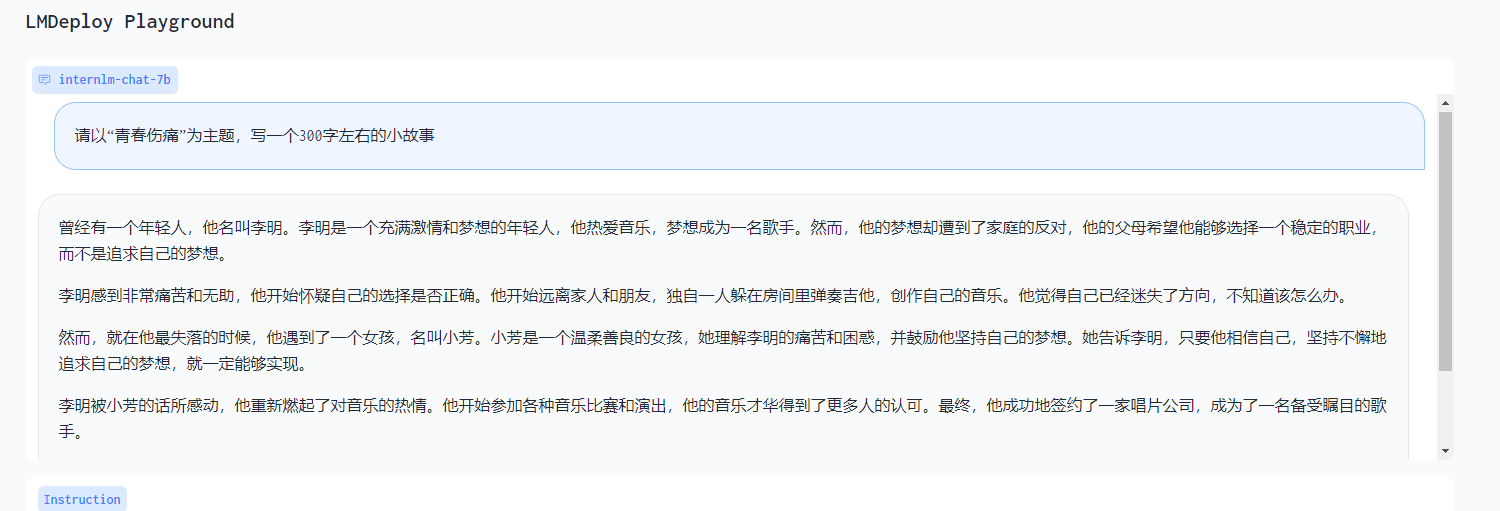 LMDeploy Playground
internlm-chat-7b
请以“青春伤痛”为主题，写一个300字左右的小故事
曾经有一个年轻人，他名叫李明。李明是一个充满激情和梦想的年轻人，他热爱音乐，梦想成为一名歌手。然而，他的梦想却遭到了家庭的反对，他的父母希望他能够选择一个稳定的职业，
而不是追求自己的梦想。
李明感到非常痛苦和无助，他开始怀疑自己的选择是否正确。他开始远离家人和朋友，独自一人躲在房间里弹奏吉他，创作自己的音乐。他觉得自己已经迷失了方向，不知道该怎么办。
然而，就在他最失落的时候，他遇到了一个女孩，名叫小芳。小芳是一个温柔善良的女孩，她理解李明的痛苦和困惑，并鼓励他坚持自己的梦想。她告诉李明，只要他相信自己，坚持不懈地
追求自己的梦想，就一定能够实现。
李明被小芳的话所感动，他重新燃起了对音乐的热情。他开始参加各种音乐比赛和演出，他的音乐才华得到了更多人的认可。最终，他成功地签约了一家唱片公司，成为了一名备受瞩目的歌
手。
Instruction